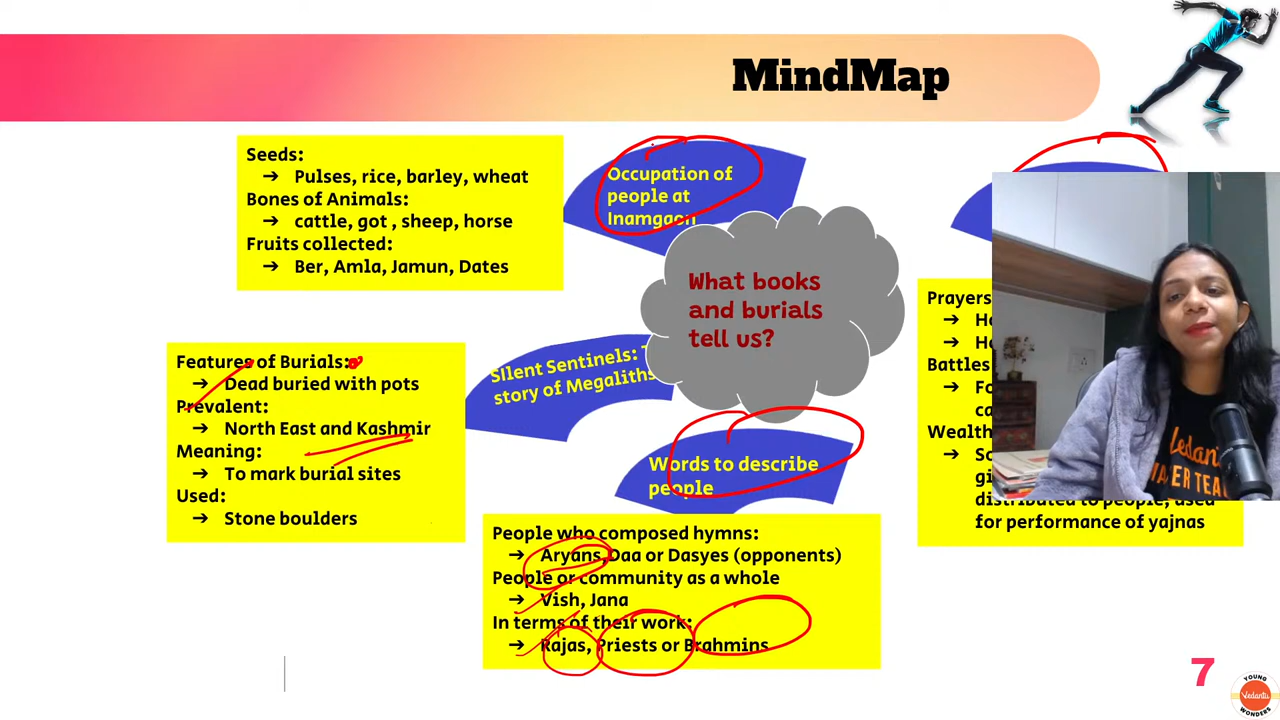 MindMap
Seeds:
→ Pulses, rice, barley, wheat
Bones of Animals:
→ cattle, got , sheep, horse
Fruits collected:
→ Ber, Amla, Jamun, Dates
Occupation of
people at
Inamgaon
What books
and burials
tell us?
Features of Burials:
→ Dead buried with pots
Prevalent:
→ North East and Kashmir
Meaning:
→ To mark burial sites
Used:
→ Stone boulders
SIlent Sentinels:
story of Megaliths
Words to describe
people
People who composed hymns:
→ Aryans,Daa or Dasyes (opponents)
People or community as a whole
→ Vish, Jana
In terms of their work:
→ Rajas, Priests or Brahmins
Prayers
→
→
Battles
→
Wealth
→
distributed to people, used
for performance of yajnas
Vedantu
7
YOUNG
Vedantu
WONDERS